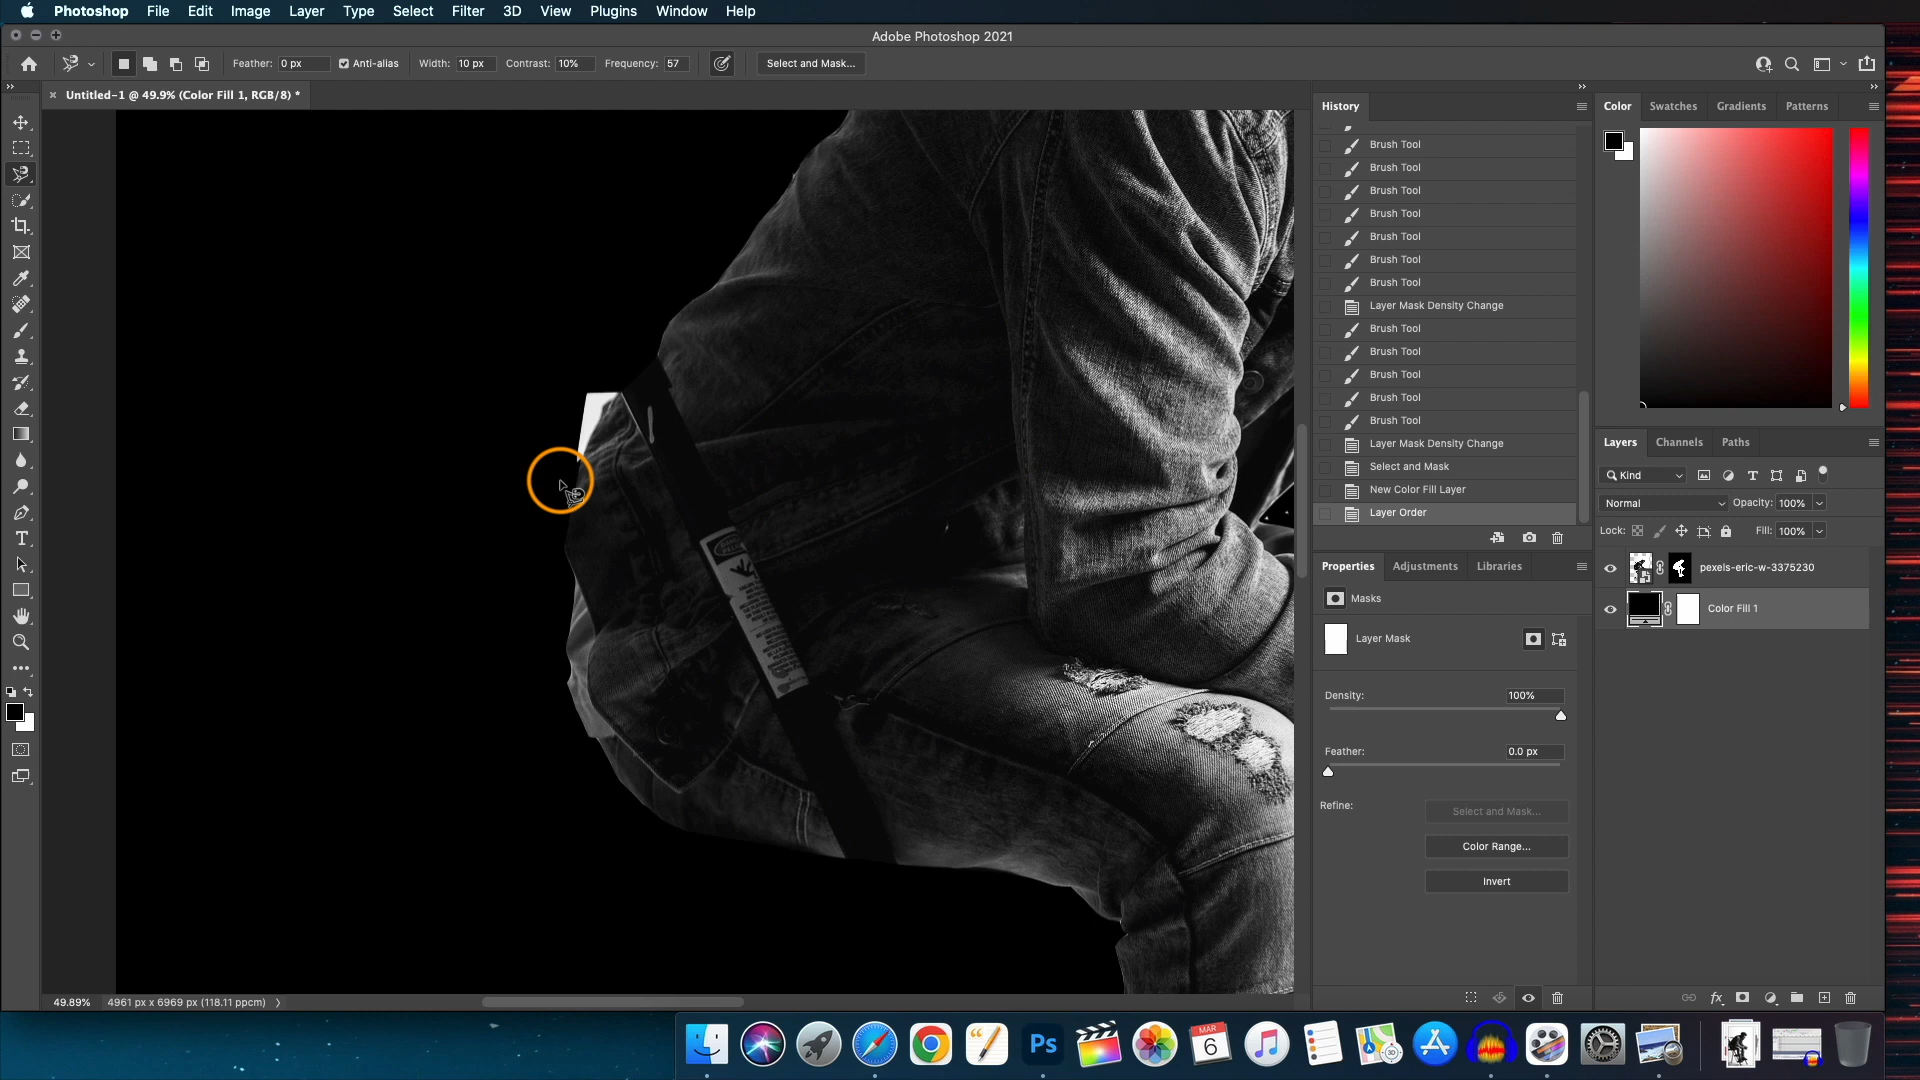 Photoshop File Edit Image Layer Type Select Filter 3D View Plugins Window Help
Adobe Photoshop 2021
Feather: 0 px Anti-alias Width: 10 px Contrast: 10% Frequency: 57 Select and Mask...
× Untitled-1 @ 49.9% (Color Fill 1, RGB/8) *
History
Brush Tool
Brush Tool
Brush Tool
Brush Tool
Brush Tool
Brush Tool
Brush Tool
Layer Mask Density Change
Brush Tool
Brush Tool
Brush Tool
Brush Tool
Brush Tool
Layer Mask Density Change
Select and Mask
New Color Fill Layer
Layer Order
Properties Adjustments Libraries
Masks
Layer Mask
Density: 100%
Feather: 0.0 px
Refine: Select and Mask...
Color Range...
Invert
Color Swatches Gradients Patterns
Layers Channels Paths
Kind
Normal Opacity: 100%
Lock: Fill: 100%
pexels-eric-w-3375230
Color Fill 1
49.89% 4961 px x 6969 px (118.11 ppcm)
Ps
MAR
6